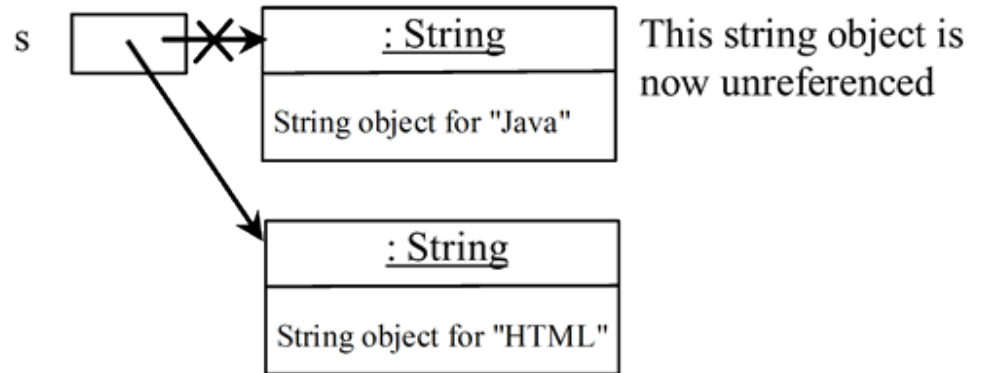 s
: String
This string object is
now unreferenced
String object for "Java"
: String
String object for "HTML"